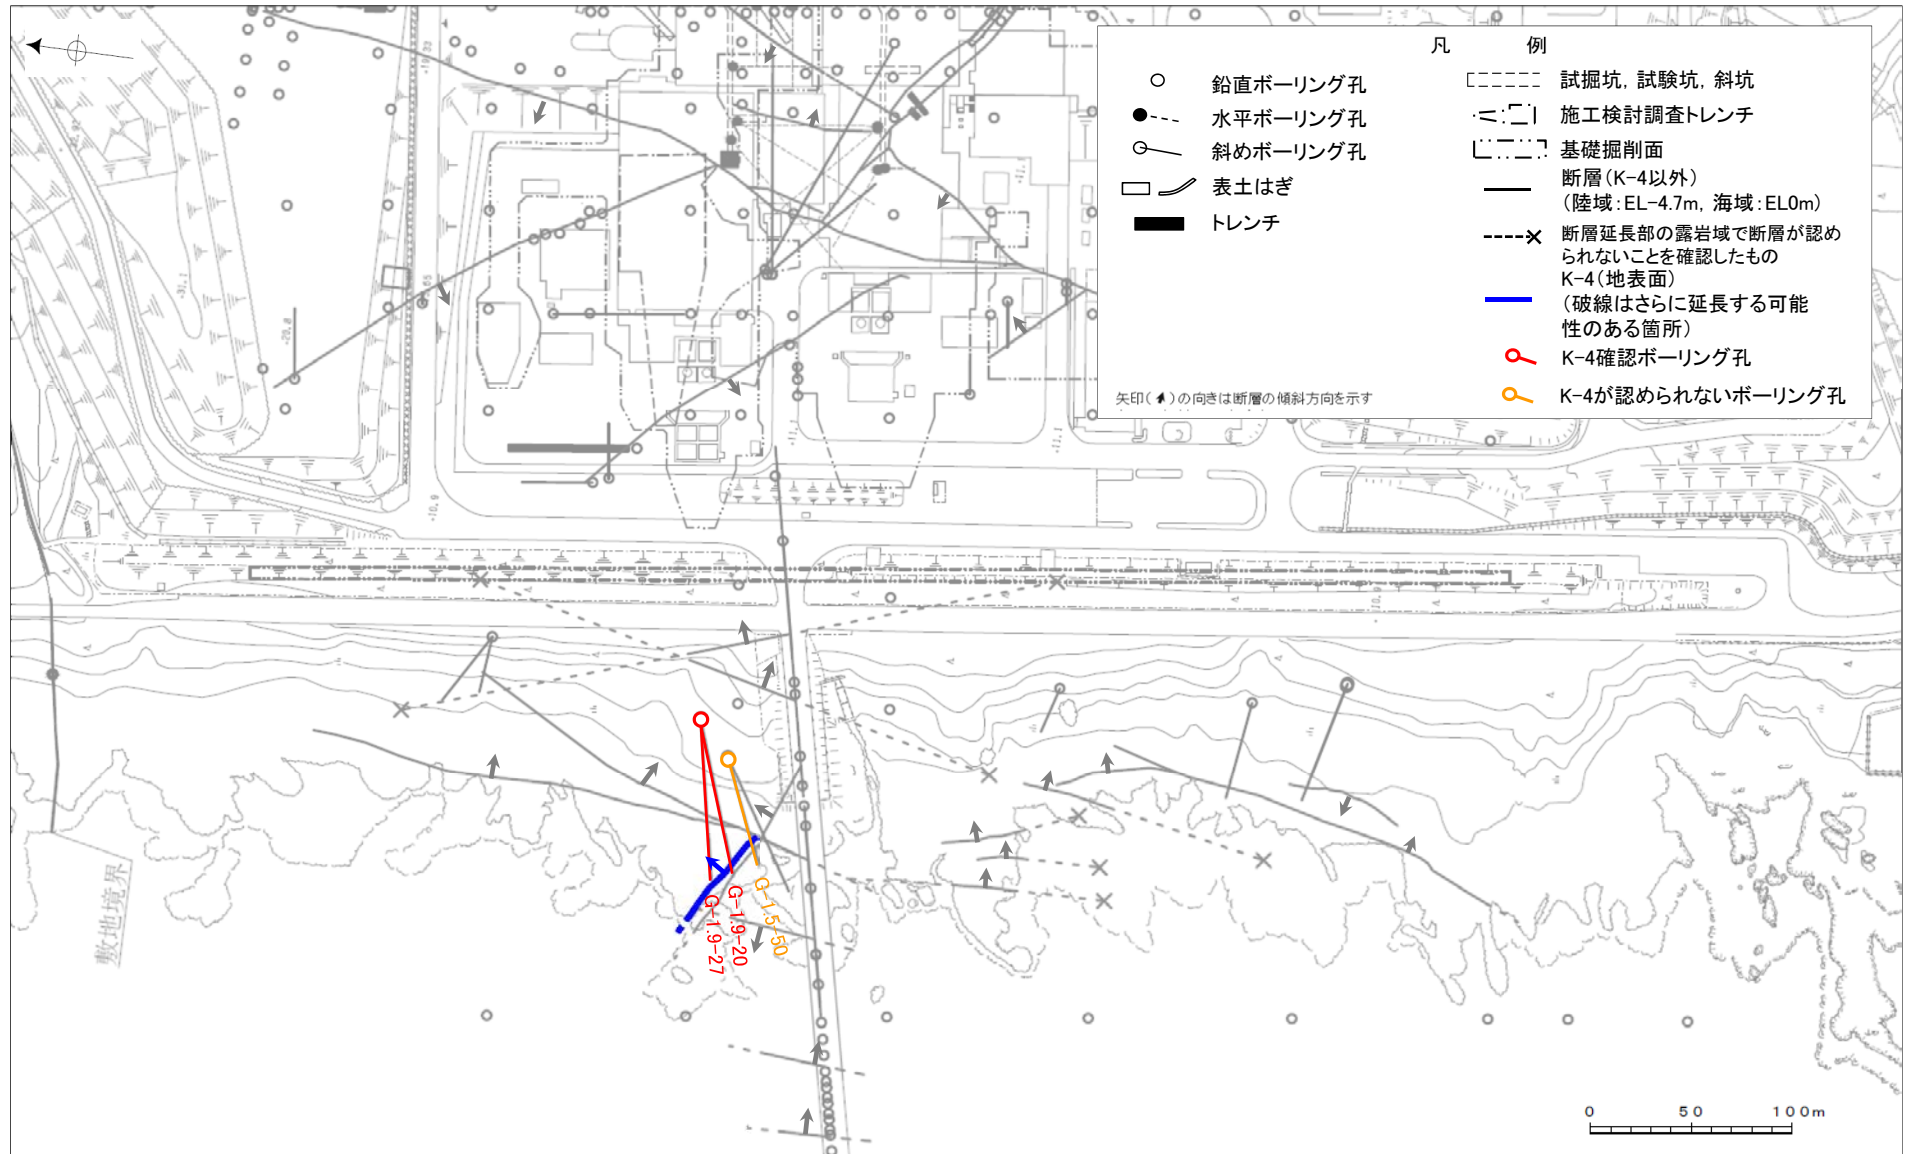 凡 例
鉛直ボーリング孔
水平ボーリング孔
斜めボーリング孔
表土はぎ
トレンチ
試掘坑，試験坑，斜坑
施工検討調査トレンチ
基礎掘削面
断層（K-4以外）
（陸域：EL-4.7m，海域：EL0m）
断層延長部の露岩域で断層が認め
られないことを確認したもの
K-4（地表面）
（破線はさらに延長する可能
性のある箇所）
K-4確認ボーリング孔
K-4が認められないボーリング孔
矢印（ ）の向きは断層の傾斜方向を示す
G-1.5-50
G-1.9-20
G-1.9-27
敷地境界
0 50 100m